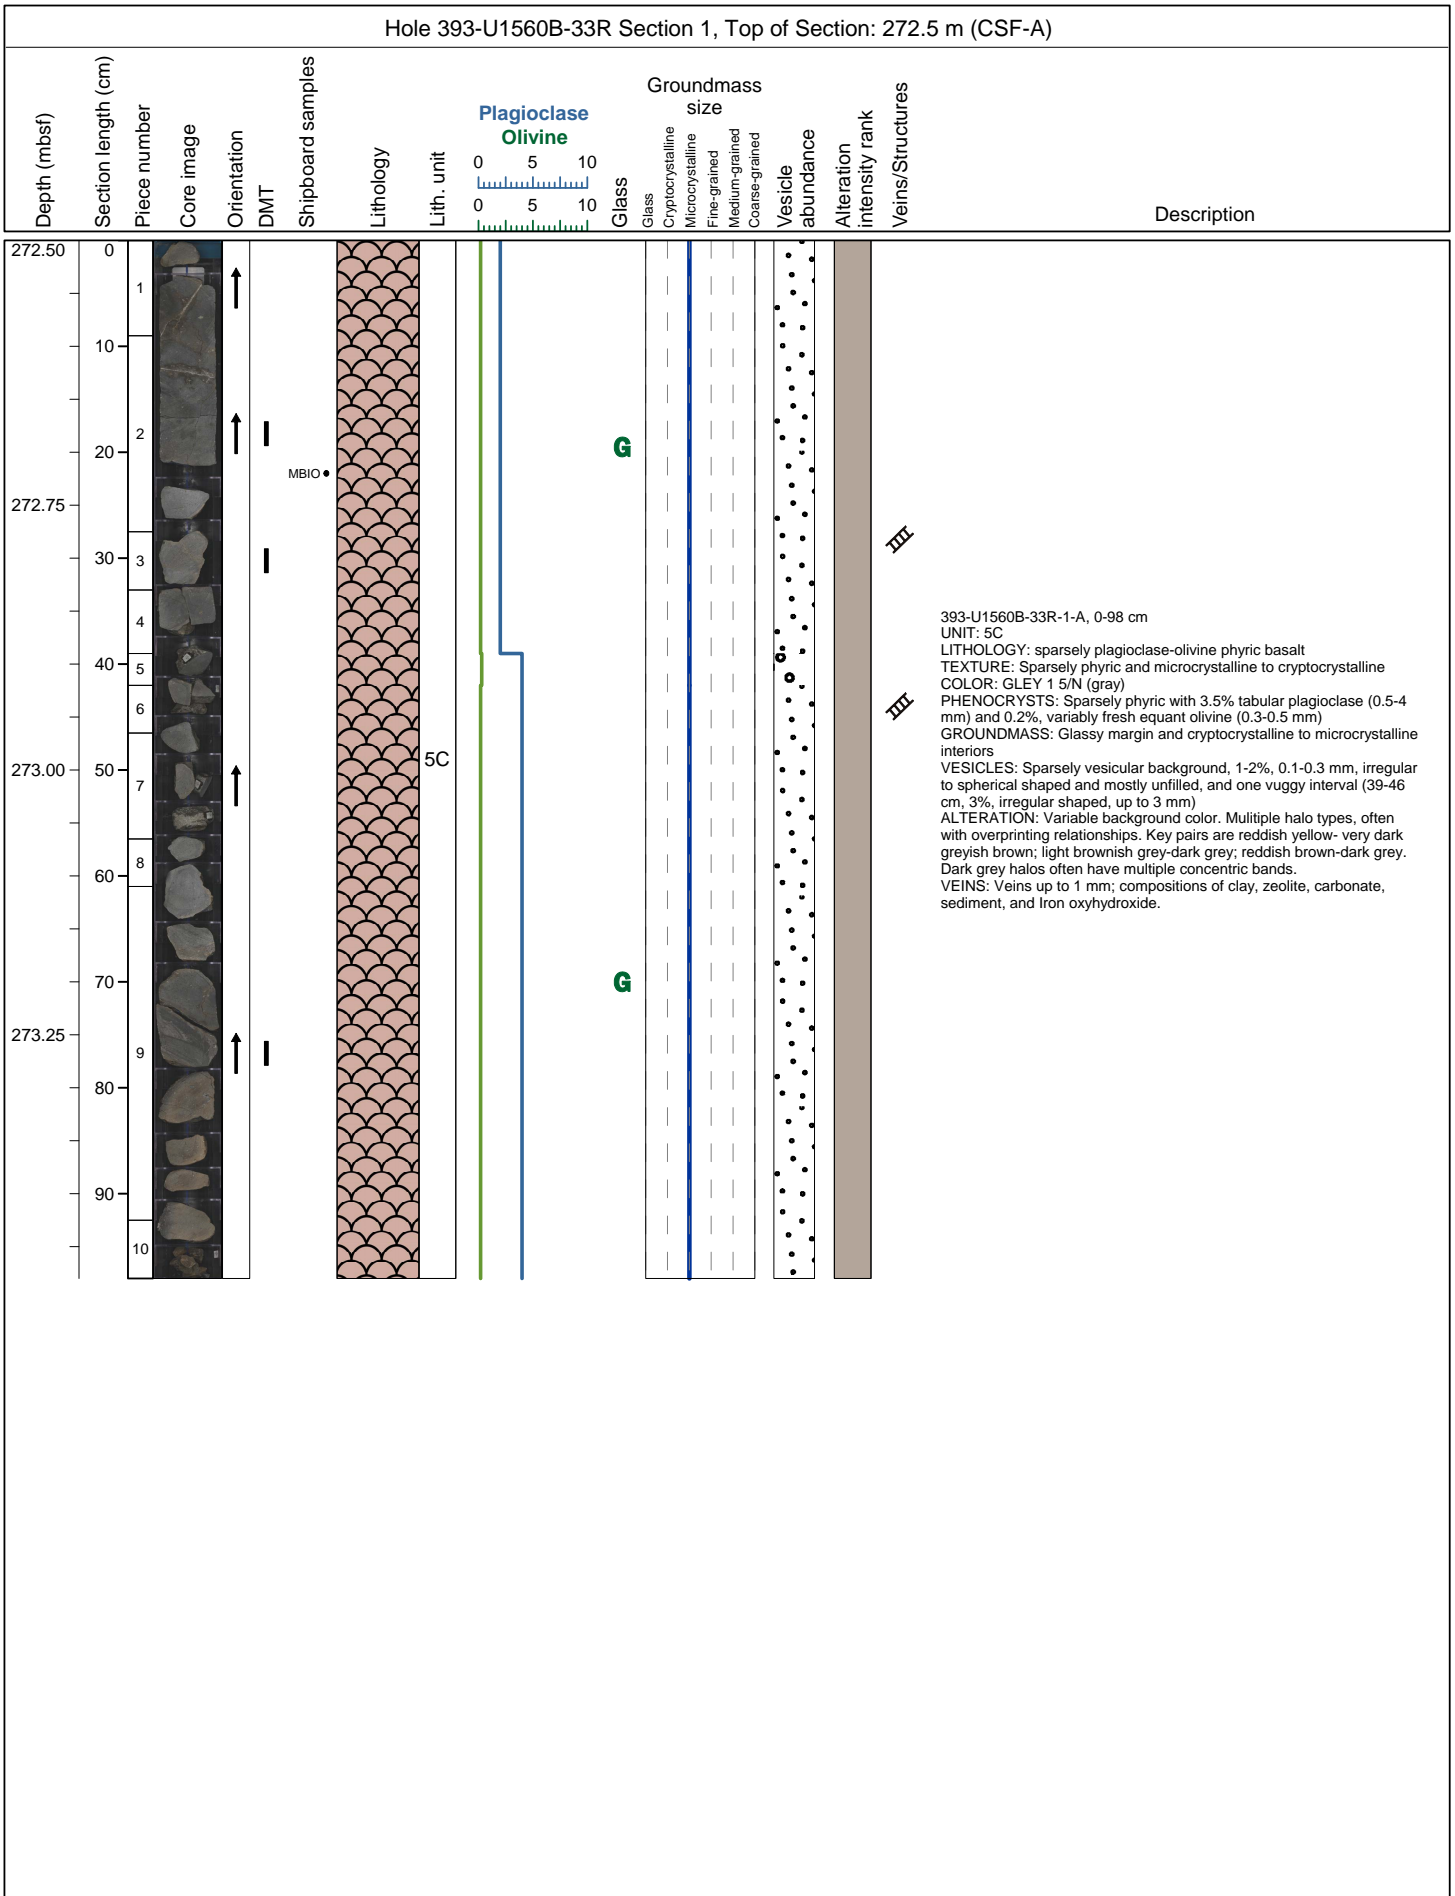 Hole 393-U1560B-33R Section 1, Top of Section: 272.5 m (CSF-A)
Depth (mbsf)
Section length (cm)
Piece number
Core image
Orientation
DMT
Shipboard samples
Lithology
Lith. unit
Plagioclase
Olivine
0 5 10
0 5 10
Glass
Groundmass
size
Glass
Cryptocrystalline
Microcrystalline
Fine-grained
Medium-grained
Coarse-grained
Vesicle
abundance
Alteration
intensity rank
Veins/Structures
Description
272.50
272.75
273.00
273.25
0
10
20
30
40
50
60
70
80
90
1
2
3
4
5
6
7
8
9
10
MBIO
5C
G
G
393-U1560B-33R-1-A, 0-98 cm
UNIT: 5C
LITHOLOGY: sparsely plagioclase-olivine phyric basalt
TEXTURE: Sparsely phyric and microcrystalline to cryptocrystalline
COLOR: GLEY 1 5/N (gray)
PHENOCRYSTS: Sparsely phyric with 3.5% tabular plagioclase (0.5-4
mm) and 0.2%, variably fresh equant olivine (0.3-0.5 mm)
GROUNDMASS: Glassy margin and cryptocrystalline to microcrystalline
interiors
VESICLES: Sparsely vesicular background, 1-2%, 0.1-0.3 mm, irregular
to spherical shaped and mostly unfilled, and one vuggy interval (39-46
cm, 3%, irregular shaped, up to 3 mm)
ALTERATION: Variable background color. Mulitiple halo types, often
with overprinting relationships. Key pairs are reddish yellow- very dark
greyish brown; light brownish grey-dark grey; reddish brown-dark grey.
Dark grey halos often have multiple concentric bands.
VEINS: Veins up to 1 mm; compositions of clay, zeolite, carbonate,
sediment, and Iron oxyhydroxide.